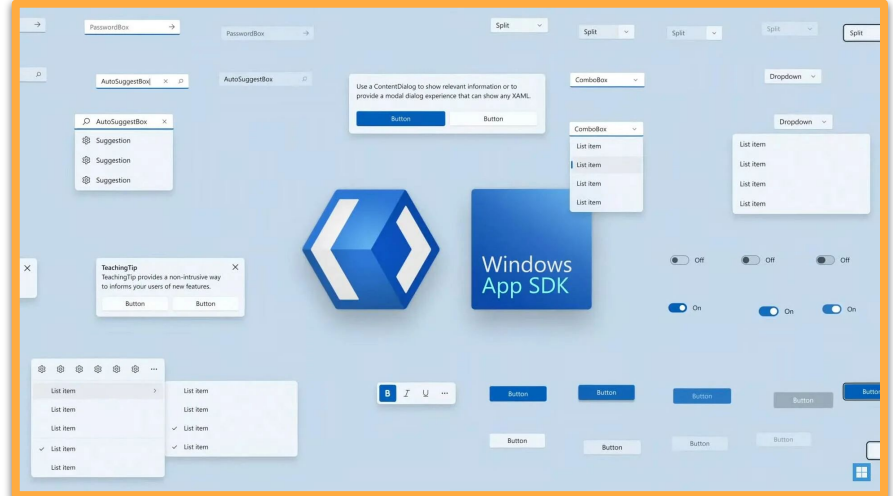 PasswordBox
PasswordBox
Split
Split
Split
Split
Split
AutoSuggestBox
AutoSuggestBox
ComboBox
Dropdown
Use a ContentDialog to show relevant information or to
provide a modal dialog experience that can show any XAML.
Button
Button
AutoSuggestBox
Suggestion
Suggestion
Suggestion
ComboBox
List item
List item
List item
List item
Dropdown
List item
List item
List item
List item
Windows
App SDK
TeachingTip
TeachingTip provides a non-intrusive way
to informs your users of new features.
Button
Button
Off
Off
Off
On
On
On
List item
List item
List item
List item
List item
List item
List item
List item
List item
B I U
Button
Button
Button
Button
Button
Button
Button
Button